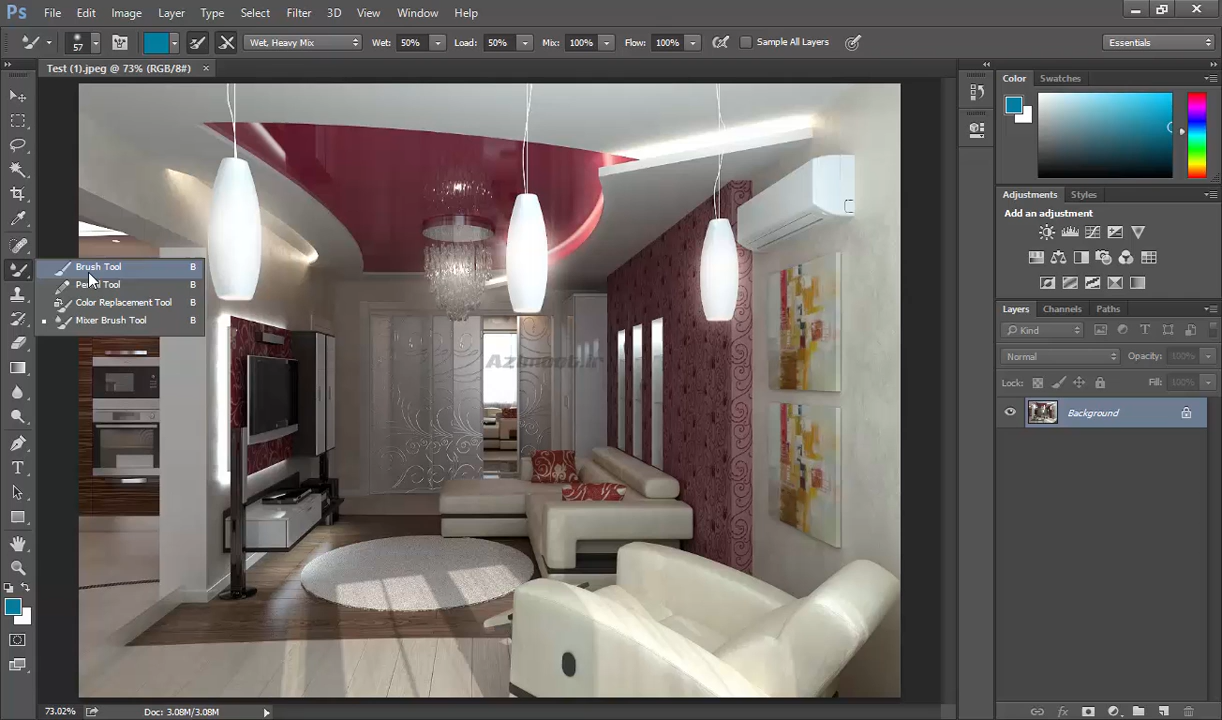 Ps File Edit Image Layer Type Select Filter 3D View Window Help
57 Wet, Heavy Mix Wet: 50% Load: 50% Mix: 100% Flow: 100% Sample All Layers Essentials
Test (1).jpeg @ 73% (RGB/8#) ×
Color Swatches
Adjustments Styles
Add an adjustment
Brush Tool B
Pencil Tool B
Color Replacement Tool B
Mixer Brush Tool B
Layers Channels Paths
Kind
Normal Opacity: 100%
Lock: Fill: 100%
Background
73.02% Doc: 3.08M/3.08M